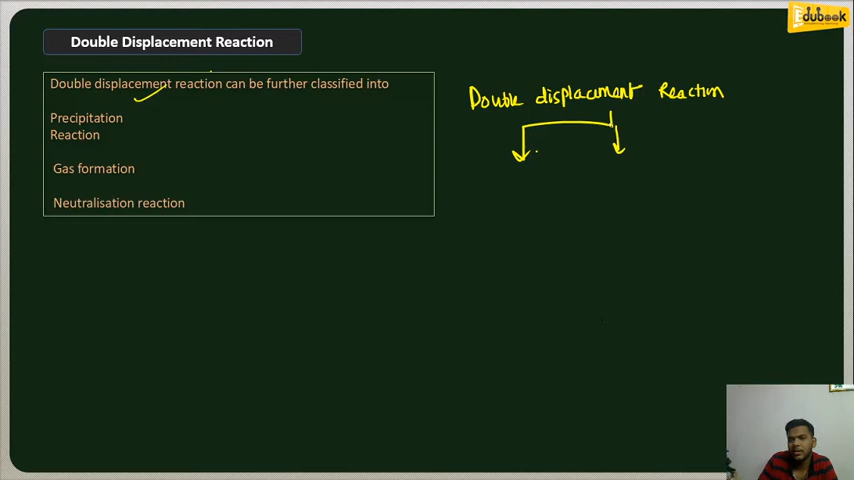 Edubook
Double Displacement Reaction
Double displacement reaction can be further classified into
Precipitation
Reaction
Gas formation
Neutralisation reaction
Double displacement Reaction